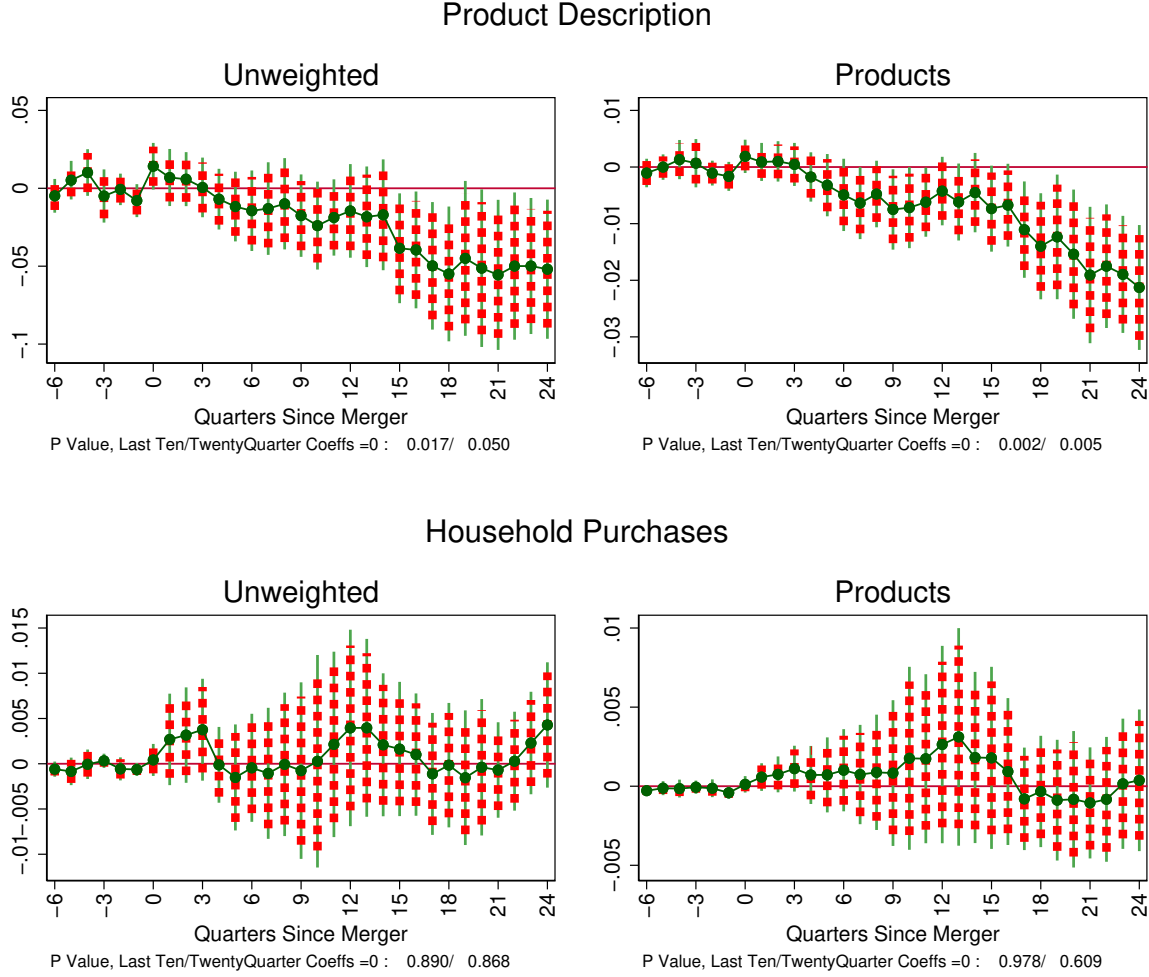 Product Description
Unweighted
.05
0
−.05
−.1
−6 −3 0 3 6 9 12 15 18 21 24
Quarters Since Merger
P Value, Last Ten/TwentyQuarter Coeffs =0 : 0.017/ 0.050
Products
.01
0
−.01
−.02
−.03
−6 −3 0 3 6 9 12 15 18 21 24
Quarters Since Merger
P Value, Last Ten/TwentyQuarter Coeffs =0 : 0.002/ 0.005
Household Purchases
Unweighted
.015
.01
.005
0
−.005
−.01
−6 −3 0 3 6 9 12 15 18 21 24
Quarters Since Merger
P Value, Last Ten/TwentyQuarter Coeffs =0 : 0.890/ 0.868
Products
.01
.005
0
−.005
−6 −3 0 3 6 9 12 15 18 21 24
Quarters Since Merger
P Value, Last Ten/TwentyQuarter Coeffs =0 : 0.978/ 0.609